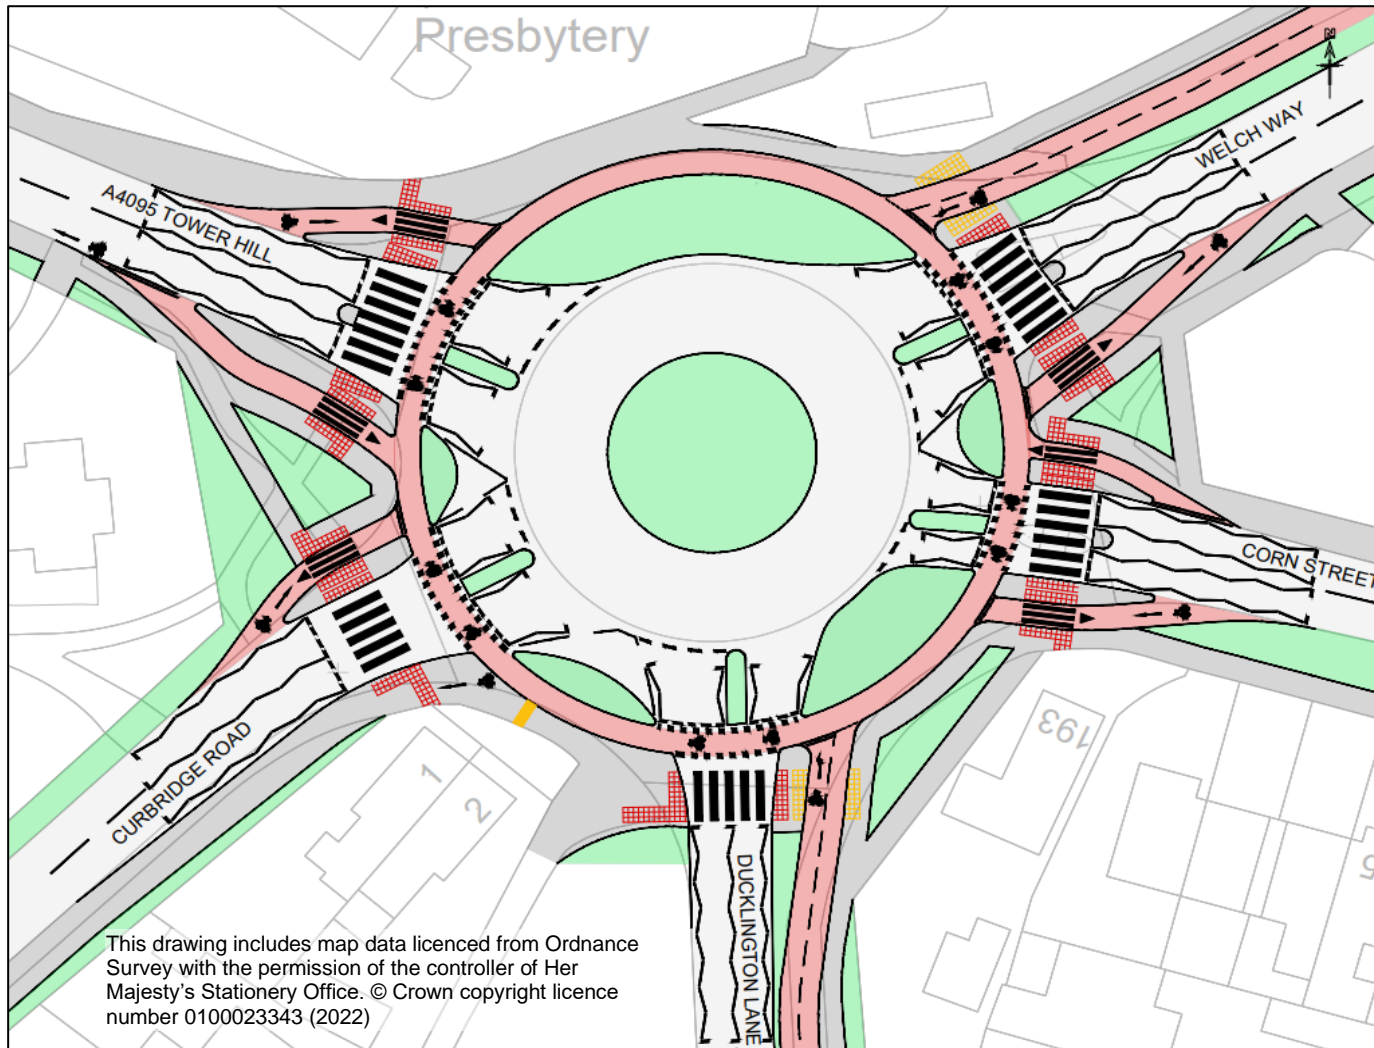 Presbytery
N
WELCH WAY
A4095 TOWER HILL
CORN STREET
193
CURBRIDGE ROAD
1
2
5
DUCKLINGTON LANE
This drawing includes map data licenced from Ordnance
Survey with the permission of the controller of Her
Majesty's Stationery Office. © Crown copyright licence
number 0100023343 (2022)